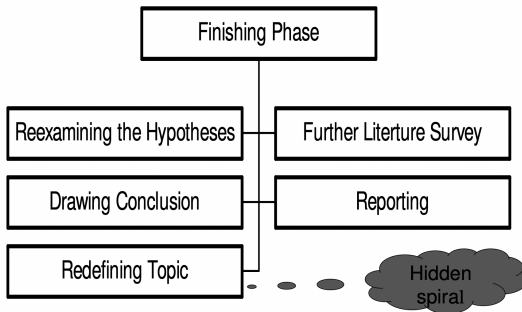 Finishing Phase
Reexamining the Hypotheses
Further Literture Survey
Drawing Conclusion
Reporting
Redefining Topic
Hidden
spiral